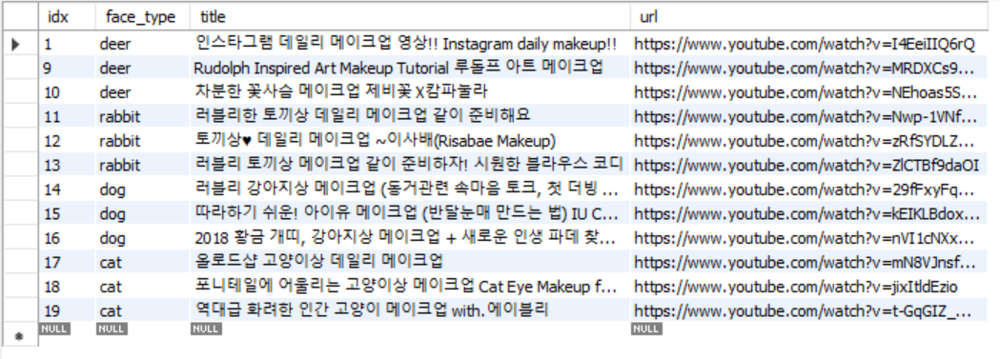 idx face_type title url
1 deer 인스타그램 데일리 메이크업 영상!! Instagram daily makeup!! https://www.youtube.com/watch?v=I4EeiIIQ6rQ
9 deer Rudolph Inspired Art Makeup Tutorial 루돌프 아트 메이크업 https://www.youtube.com/watch?v=MRDXCs9...
10 deer 차분한 꽃사슴 메이크업 제비꽃 X캄파눌라 https://www.youtube.com/watch?v=NEhoas5S...
11 rabbit 러블리한 토끼상 데일리 메이크업 같이 준비해요 https://www.youtube.com/watch?v=Nwp-1VNf...
12 rabbit 토끼상♥ 데일리 메이크업 ~이사배(Risabae Makeup) https://www.youtube.com/watch?v=zRfSYDLZ...
13 rabbit 러블리 토끼상 메이크업 같이 준비하자! 시원한 블라우스 코디 https://www.youtube.com/watch?v=ZlCTBf9daOI
14 dog 러블리 강아지상 메이크업 (동거관련 속마음 토크, 첫 더빙 ... https://www.youtube.com/watch?v=29fFxyFq...
15 dog 따라하기 쉬운! 아이유 메이크업 (반달눈매 만드는 법) IU C... https://www.youtube.com/watch?v=kEIKLBdox...
16 dog 2018 황금 개띠, 강아지상 메이크업 + 새로운 인생 파데 찾... https://www.youtube.com/watch?v=nVI1cNXx...
17 cat 올로드샵 고양이상 데일리 메이크업 https://www.youtube.com/watch?v=mN8VJnsf...
18 cat 포니테일에 어울리는 고양이상 메이크업 Cat Eye Makeup f... https://www.youtube.com/watch?v=jixItldEzio
19 cat 역대급 화려한 인간 고양이 메이크업 with.에이블리 https://www.youtube.com/watch?v=t-GqGIZ_...
NULL NULL NULL NULL